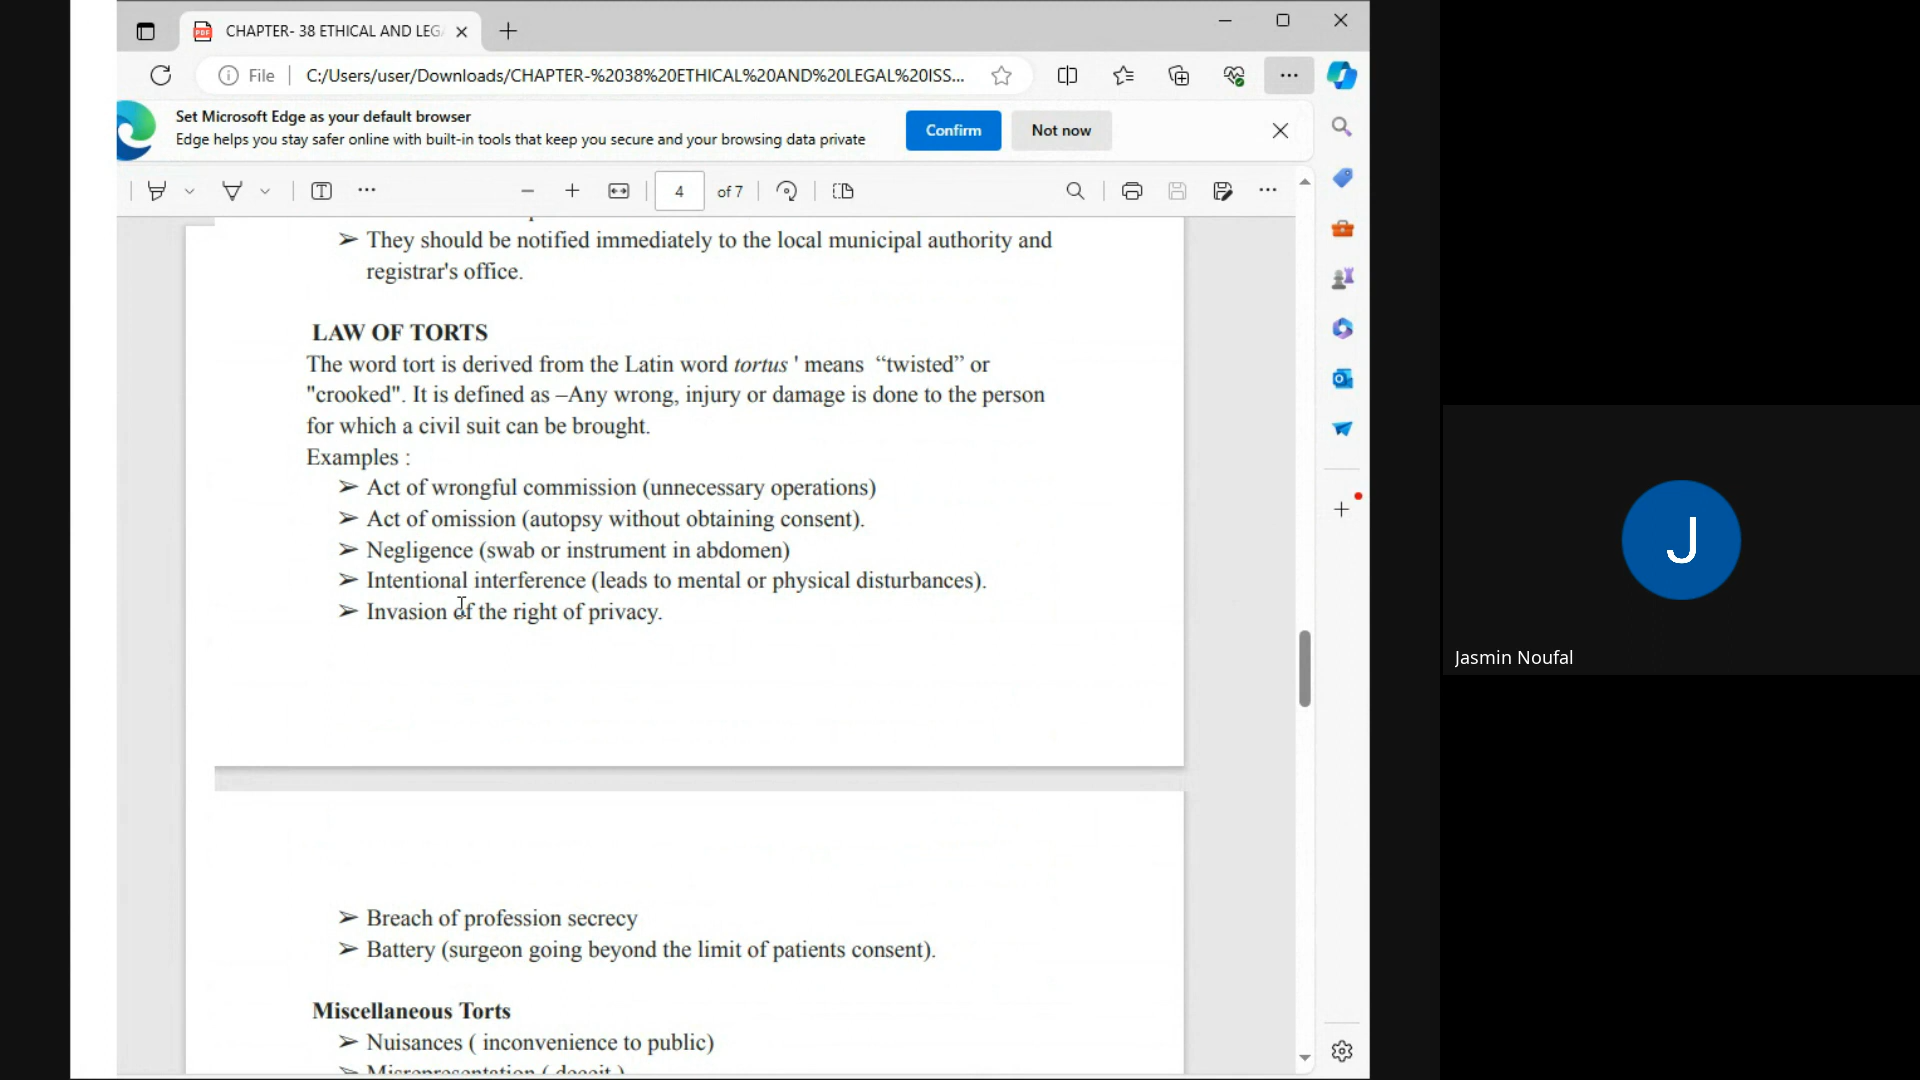 CHAPTER- 38 ETHICAL AND LEG
File
C:/Users/user/Downloads/CHAPTER-%2038%20ETHICAL%20AND%20LEGAL%20ISS...
Set Microsoft Edge as your default browser
Edge helps you stay safer online with built-in tools that keep you secure and your browsing data private
Confirm
Not now
4 of 7
➢ They should be notified immediately to the local municipal authority and
registrar's office.
LAW OF TORTS
The word tort is derived from the Latin word tortus ' means “twisted” or
"crooked". It is defined as –Any wrong, injury or damage is done to the person
for which a civil suit can be brought.
Examples :
➢ Act of wrongful commission (unnecessary operations)
➢ Act of omission (autopsy without obtaining consent).
➢ Negligence (swab or instrument in abdomen)
➢ Intentional interference (leads to mental or physical disturbances).
➢ Invasion of the right of privacy.
➢ Breach of profession secrecy
➢ Battery (surgeon going beyond the limit of patients consent).
Miscellaneous Torts
➢ Nuisances ( inconvenience to public)
➢ Misrepresentation ( deceit )
J
Jasmin Noufal